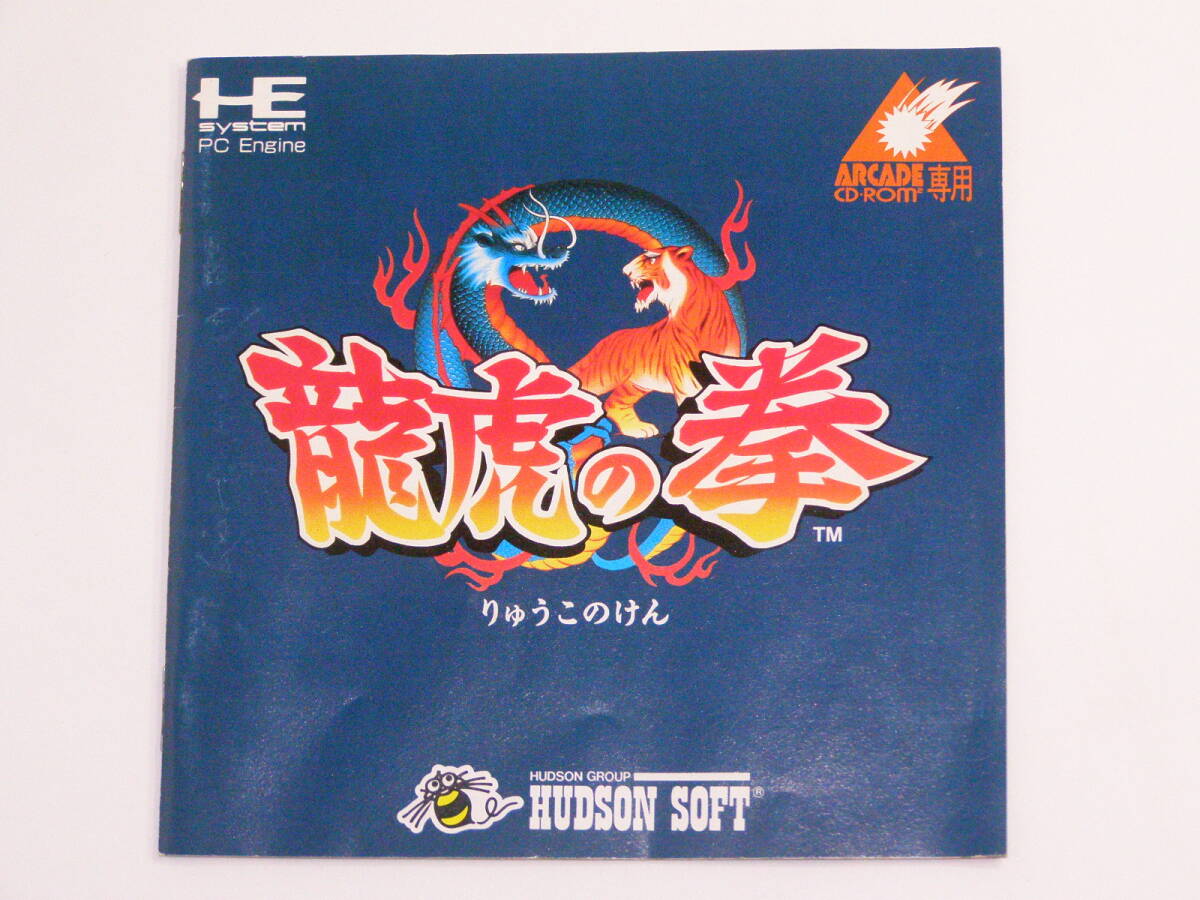 HE
system
PC Engine
ARCADE
CD-ROM²
専用
龍虎の拳
TM
りゅうこのけん
HUDSON GROUP
HUDSON SOFT®